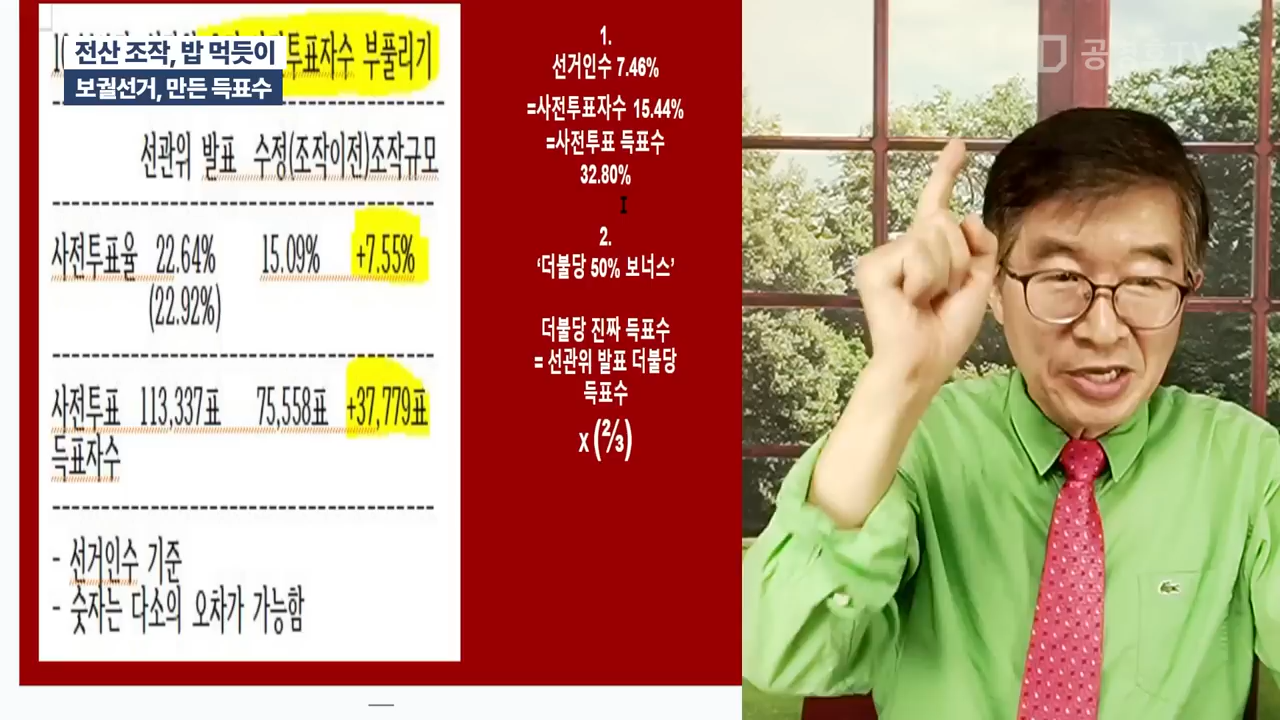 전산 조작, 밥 먹듯이
보궐선거, 만든 득표수
투표자수 부풀리기
선관위 발표 수정(조작이전)조작규모
사전투표율 22.64% 15.09% +7.55%
(22.92%)
사전투표 113,337표 75,558표 +37,779표
득표자수
- 선거인수 기준
- 숫자는 다소의 오차가 가능함
1.
선거인수 7.46%
=사전투표자수 15.44%
=사전투표 득표수
32.80%
2.
‘더불당 50% 보너스’
더불당 진짜 득표수
= 선관위 발표 더불당
득표수
x (⅔)
공병호TV